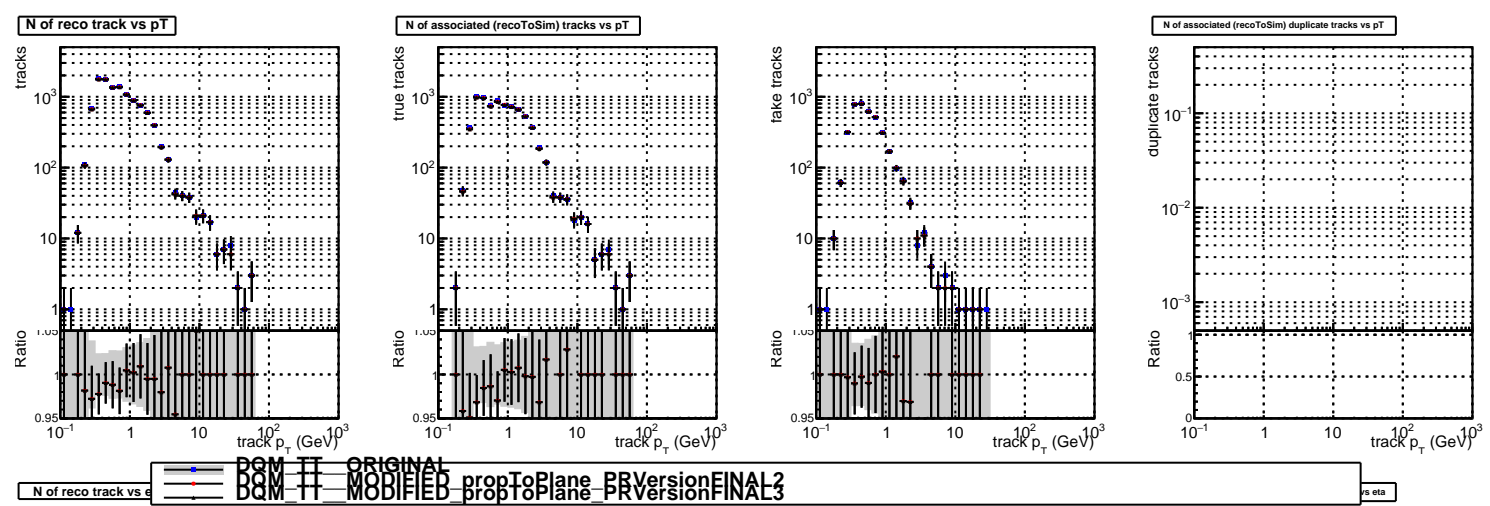 N of reco track vs pT
N of associated (recoToSim) tracks vs pT
N of associated (recoToSim) duplicate tracks vs pT
tracks
10³
10²
10
1
Ratio
1.05
1
0.95
10⁻¹ 1 10 10² 10³
track p_T (GeV)
true tracks
10³
10²
10
1
Ratio
1.05
1
0.95
10⁻¹ 1 10 10² 10³
track p_T (GeV)
fake tracks
10³
10²
10
1
Ratio
1.05
1
0.95
10⁻¹ 1 10 10² 10³
track p_T (GeV)
duplicate tracks
10⁻¹
10⁻²
10⁻³
Ratio
1
0.5
0
10⁻¹ 1 10 10² 10³
track p_T (GeV)
DQM_TT__ORIGINAL
DQM_TT__MODIFIED_propToPlane_PRVersionFINAL2
DQM_TT__MODIFIED_propToPlane_PRVersionFINAL3
N of reco track vs e
vs eta